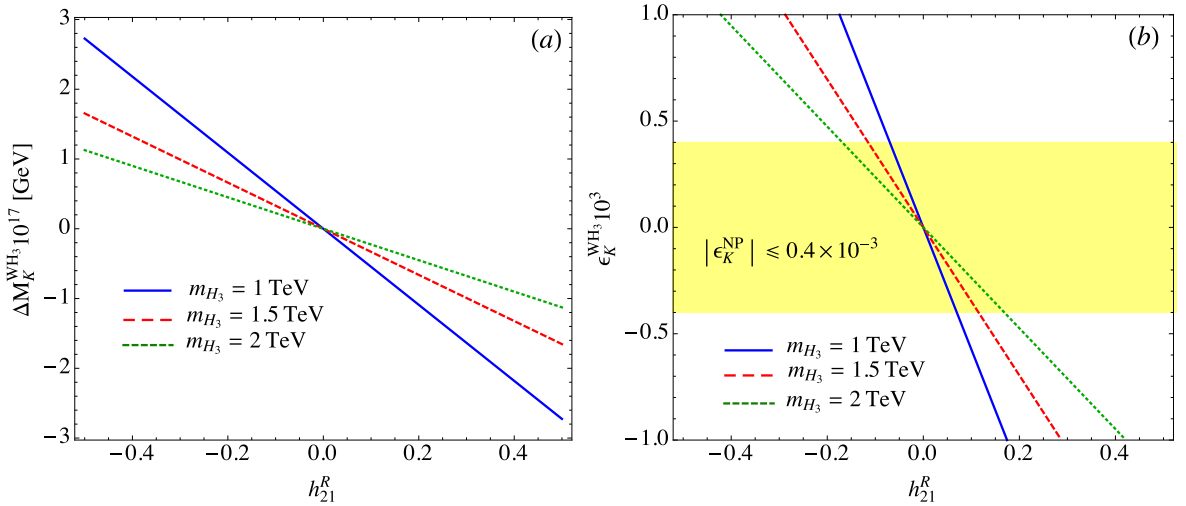 (a)
ΔM_K^{WH_3} 10^{17} [GeV]
3
2
1
0
−1
−2
−3
m_{H_3} = 1 TeV
m_{H_3} = 1.5 TeV
m_{H_3} = 2 TeV
−0.4 −0.2 0.0 0.2 0.4
h_{21}^R
(b)
ϵ_K^{WH_3} 10^3
1.0
0.5
0.0
−0.5
−1.0
|ϵ_K^{NP}| ⩽ 0.4 × 10^{−3}
m_{H_3} = 1 TeV
m_{H_3} = 1.5 TeV
m_{H_3} = 2 TeV
−0.4 −0.2 0.0 0.2 0.4
h_{21}^R